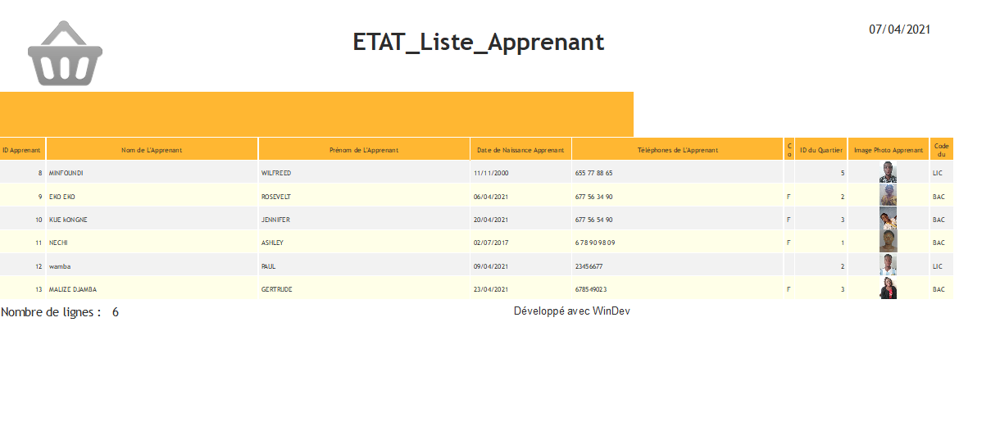 07/04/2021
ETAT_Liste_Apprenant
ID Apprenant Nom de L'Apprenant Prénom de L'Apprenant Date de Naissance Apprenant Téléphones de L'Apprenant C o ID du Quartier Image Photo Apprenant Code du
8 MINFOUNDI WILFREED 11/11/2000 655 77 88 65 5 LIC
9 EKO EKO ROSEVELT 06/04/2021 677 56 34 90 F 2 BAC
10 KUE kONGNE JENNIFER 20/04/2021 677 56 54 90 F 3 BAC
11 NECHI ASHLEY 02/07/2017 6 78 90 98 09 F 1 BAC
12 wamba PAUL 09/04/2021 23456677 2 LIC
13 MALIZE DJAMBA GERTRUDE 23/04/2021 678549023 F 3 BAC
Nombre de lignes : 6
Développé avec WinDev